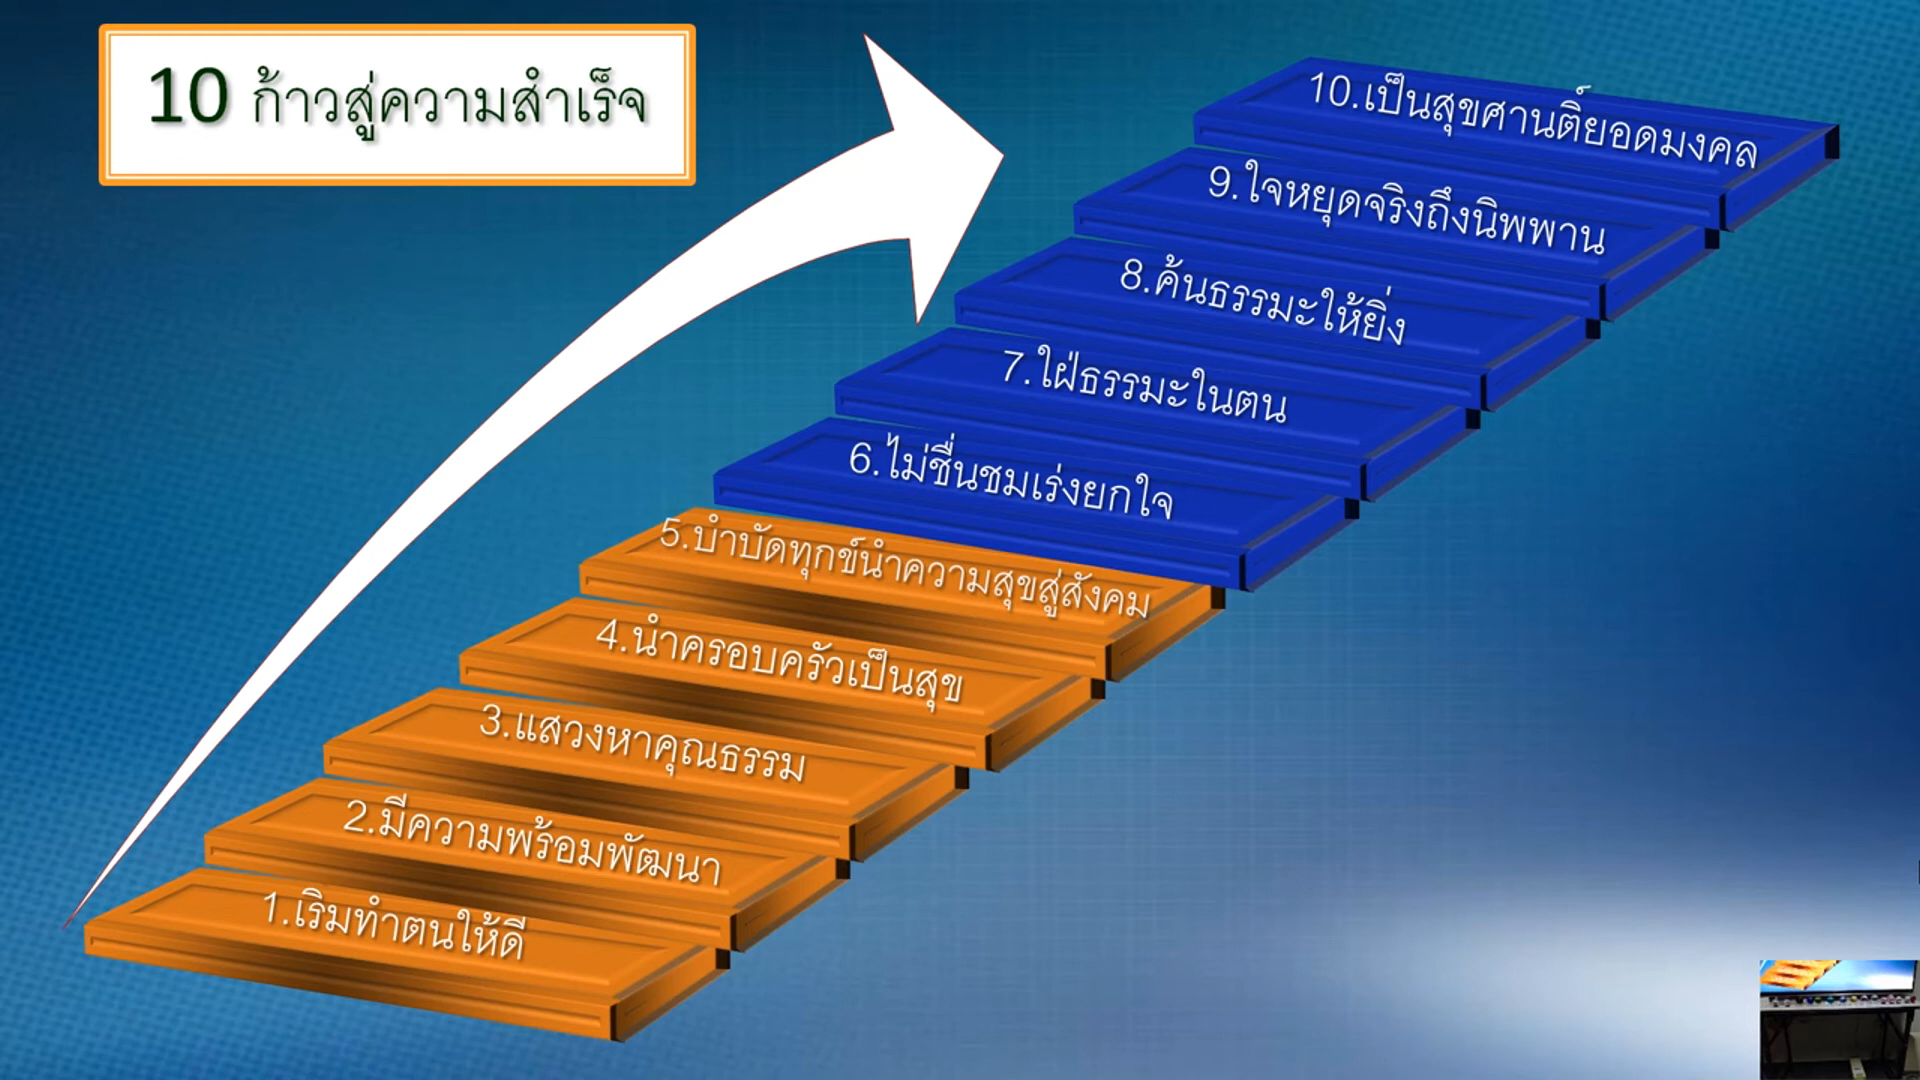 10 ก้าวสู่ความสำเร็จ
10.เป็นสุขศานติ์ยอดมงคล
9.ใจหยุดจริงถึงนิพพาน
8.ค้นธรรมะให้ยิ่ง
7.ใฝ่ธรรมะในตน
6.ไม่ชื่นชมเร่งยกใจ
5.บำบัดทุกข์นำความสุขสู่สังคม
4.นำครอบครัวเป็นสุข
3.แสวงหาคุณธรรม
2.มีความพร้อมพัฒนา
1.เริ่มทำตนให้ดี